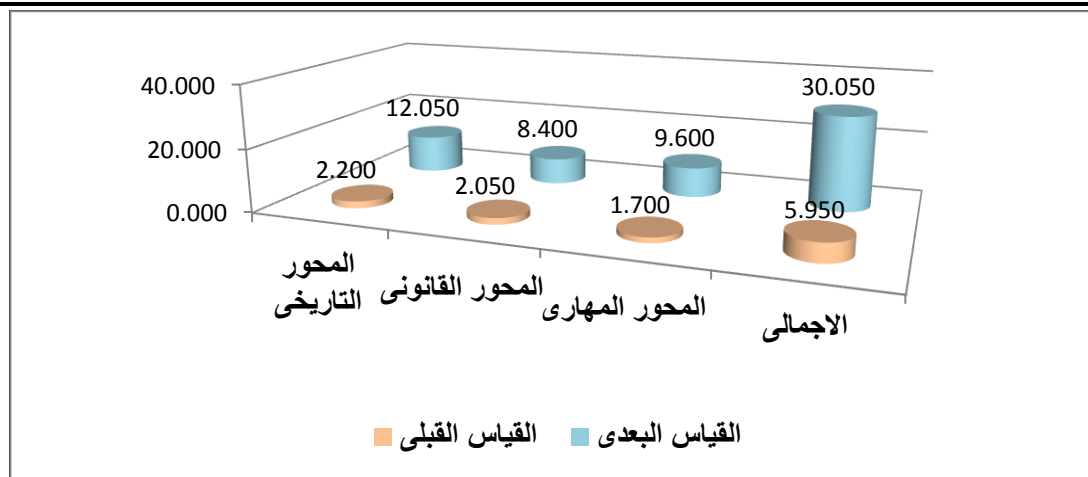 40.000
20.000
0.000
12.050
8.400
9.600
30.050
2.200
2.050
1.700
5.950
المحور
التاريخى
المحور القانونى
المحور المهارى
الاجمالى
القياس القبلى
القياس البعدى